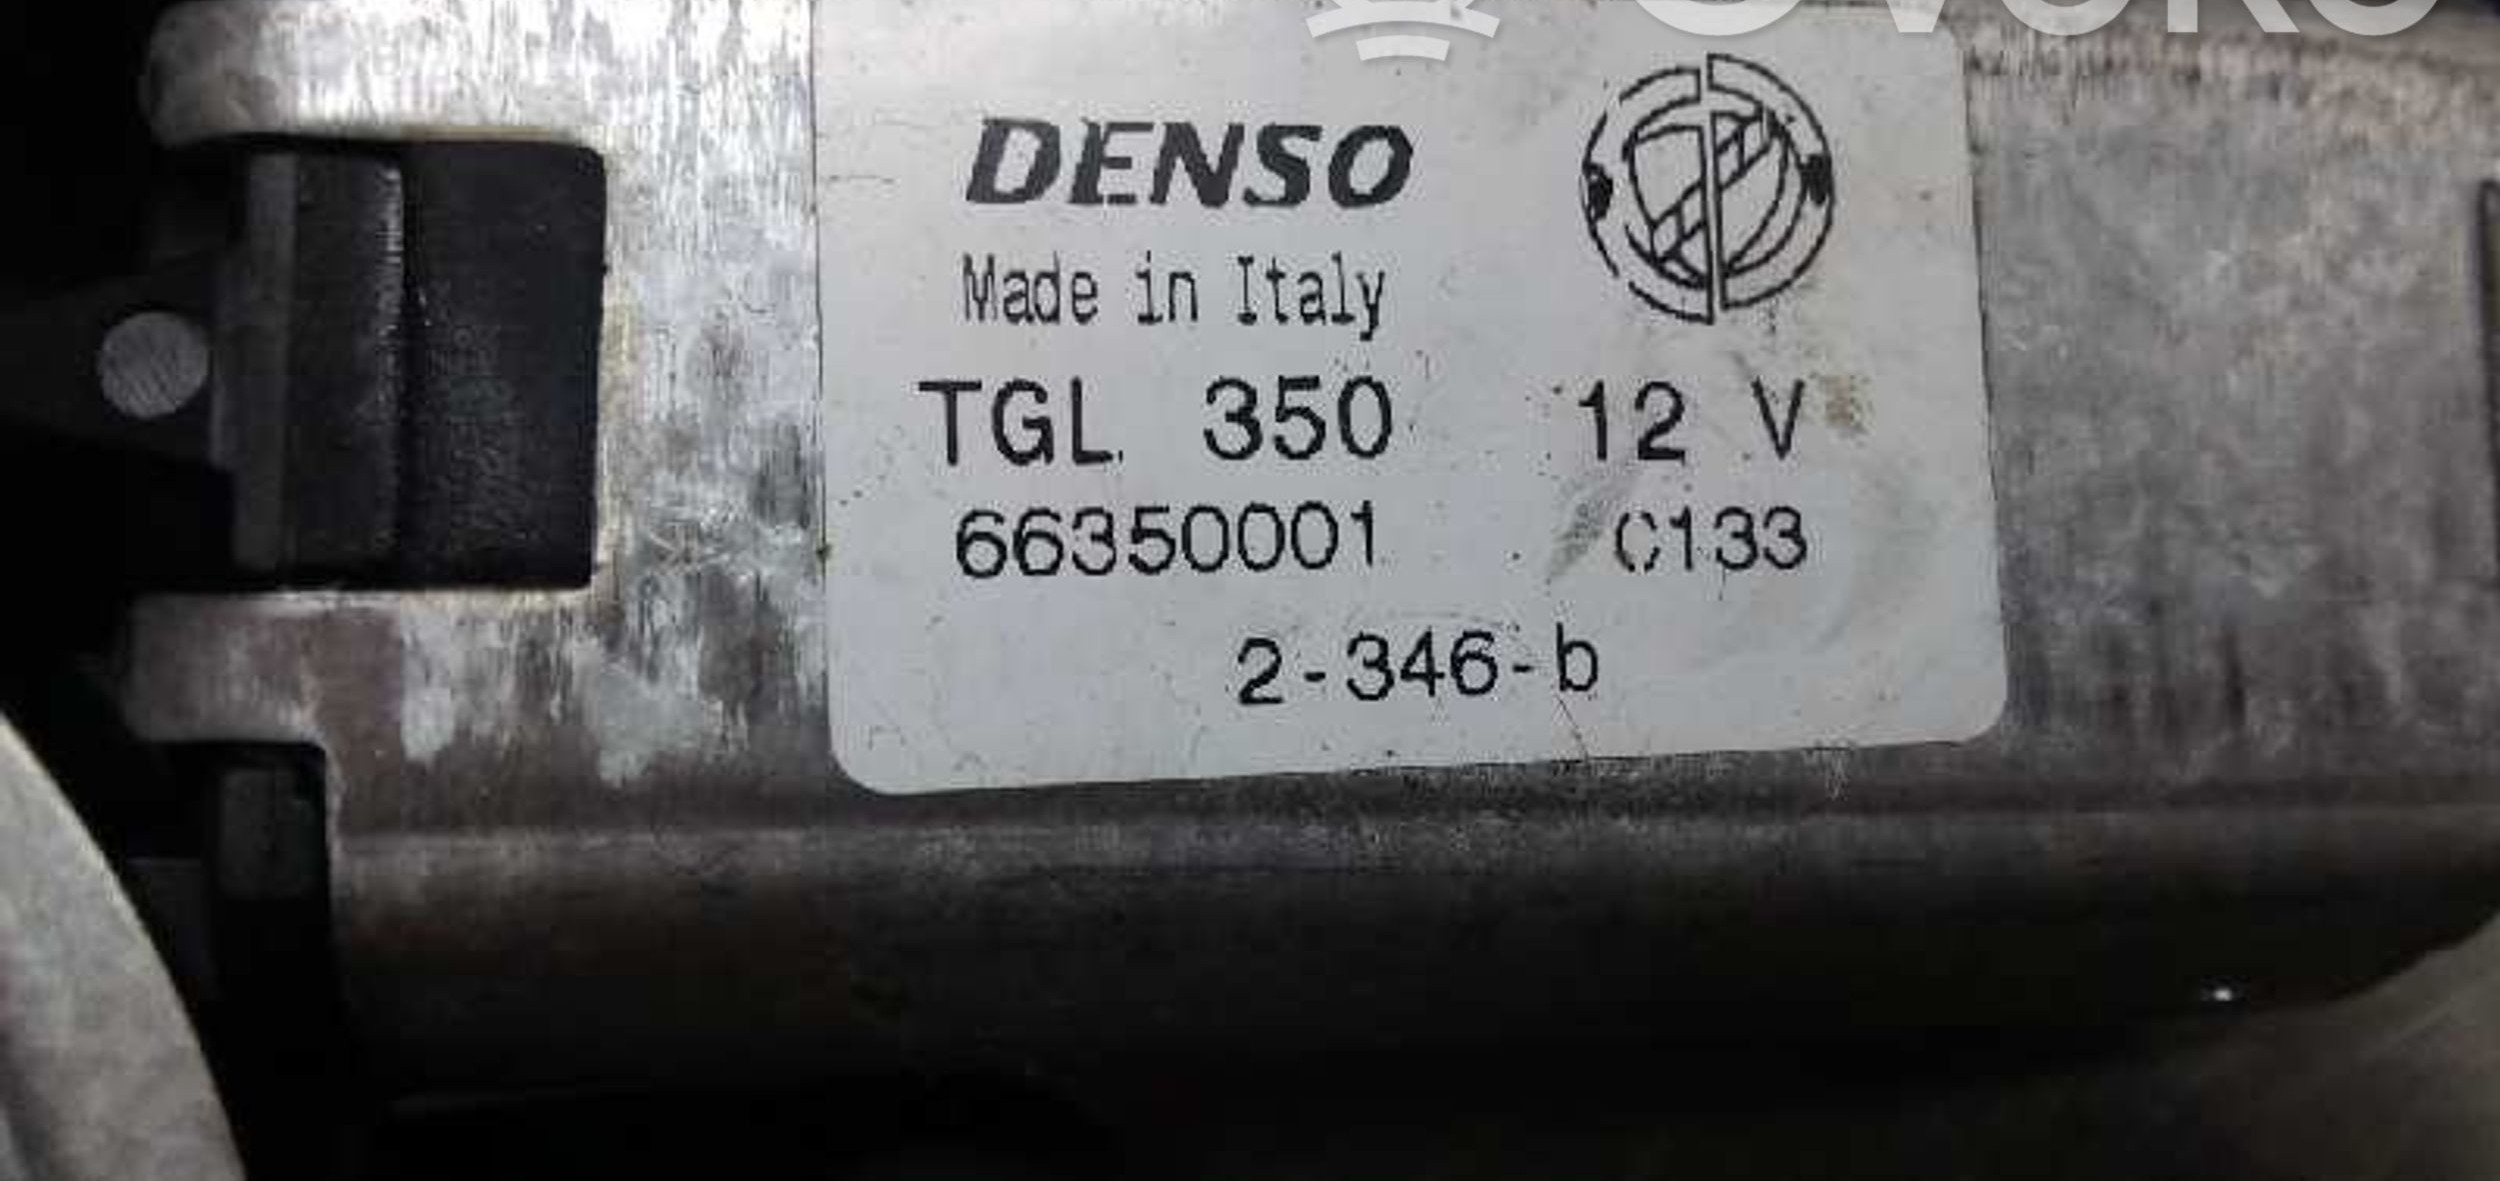 DENSO
Made in Italy
TGL 350 12 V
66350001 C133
2-346-b